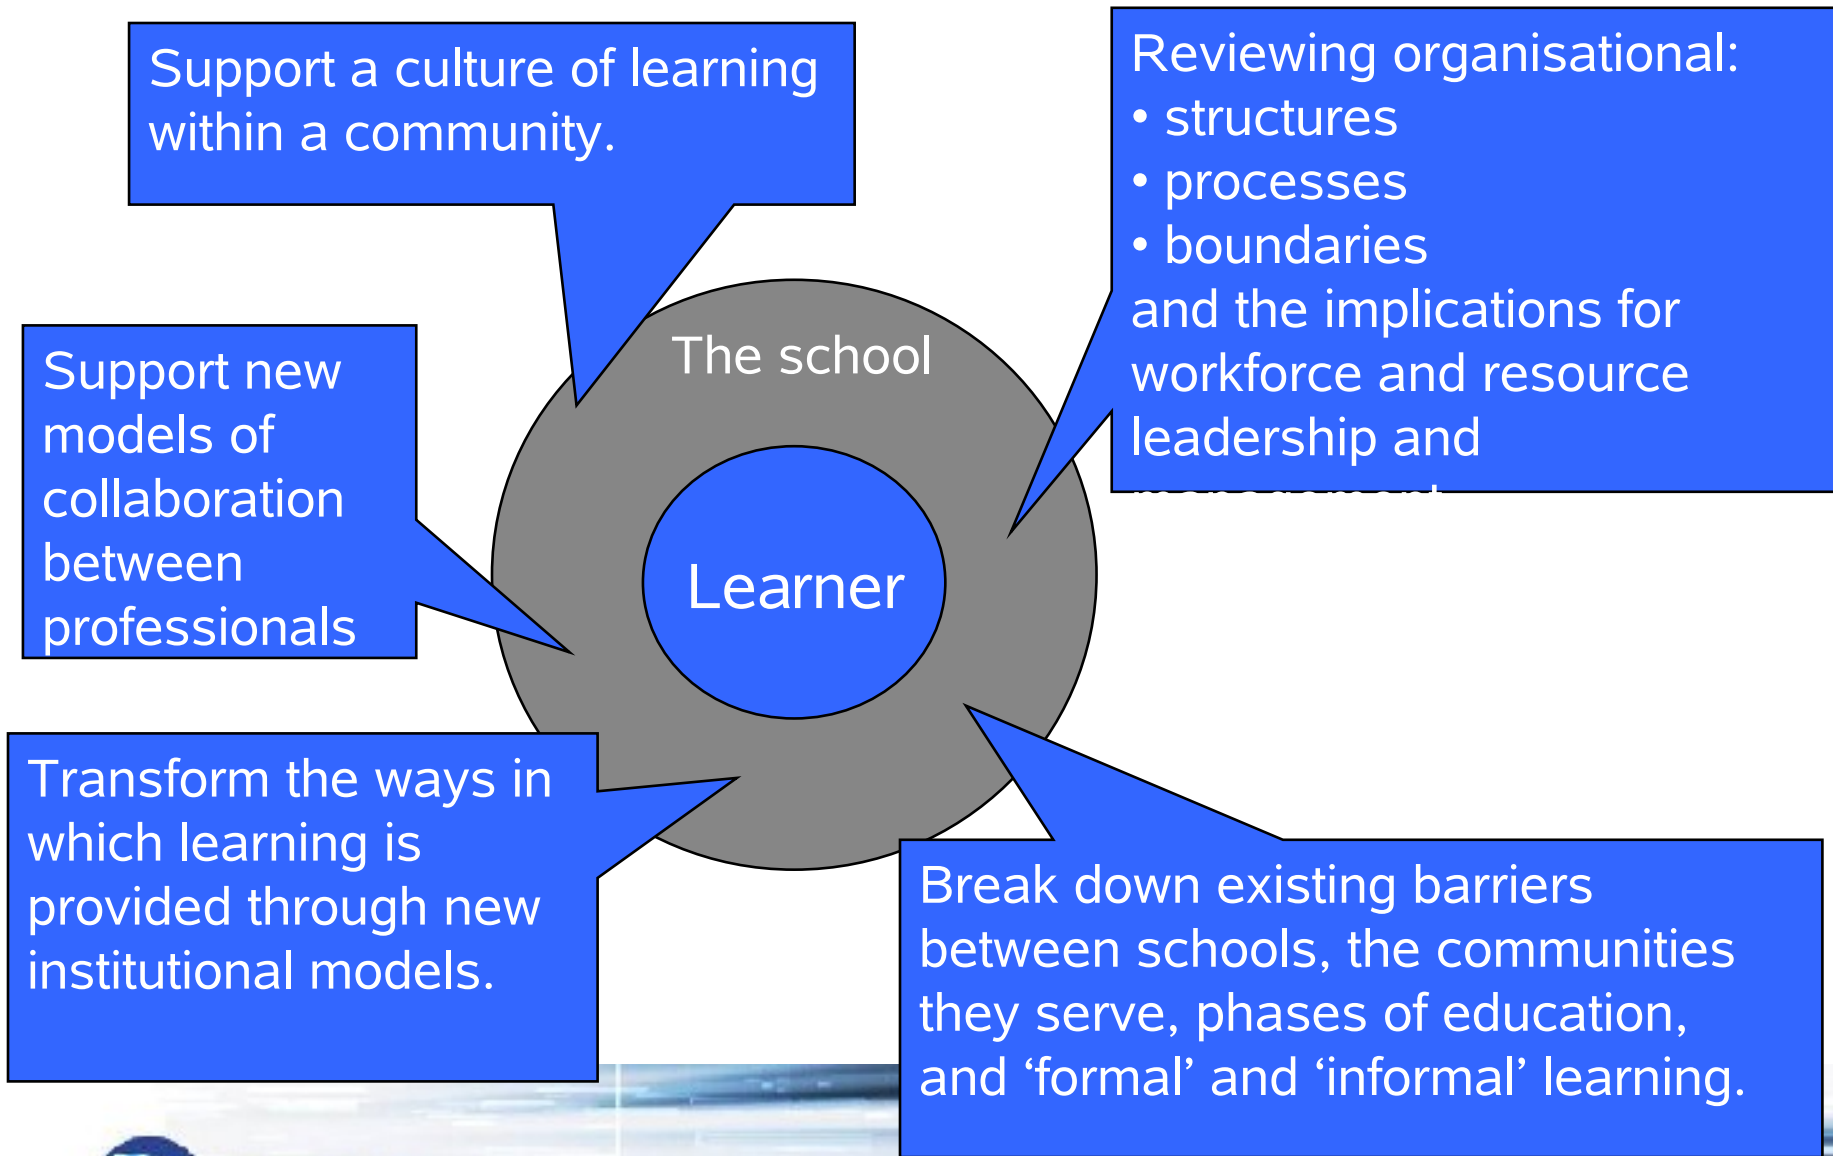 Support a culture of learning
within a community.
Reviewing organisational:
• structures
• processes
• boundaries
and the implications for
workforce and resource
leadership and
The school
Support new
models of
collaboration
between
professionals
Learner
Transform the ways in
which learning is
provided through new
institutional models.
Break down existing barriers
between schools, the communities
they serve, phases of education,
and ‘formal’ and ‘informal’ learning.